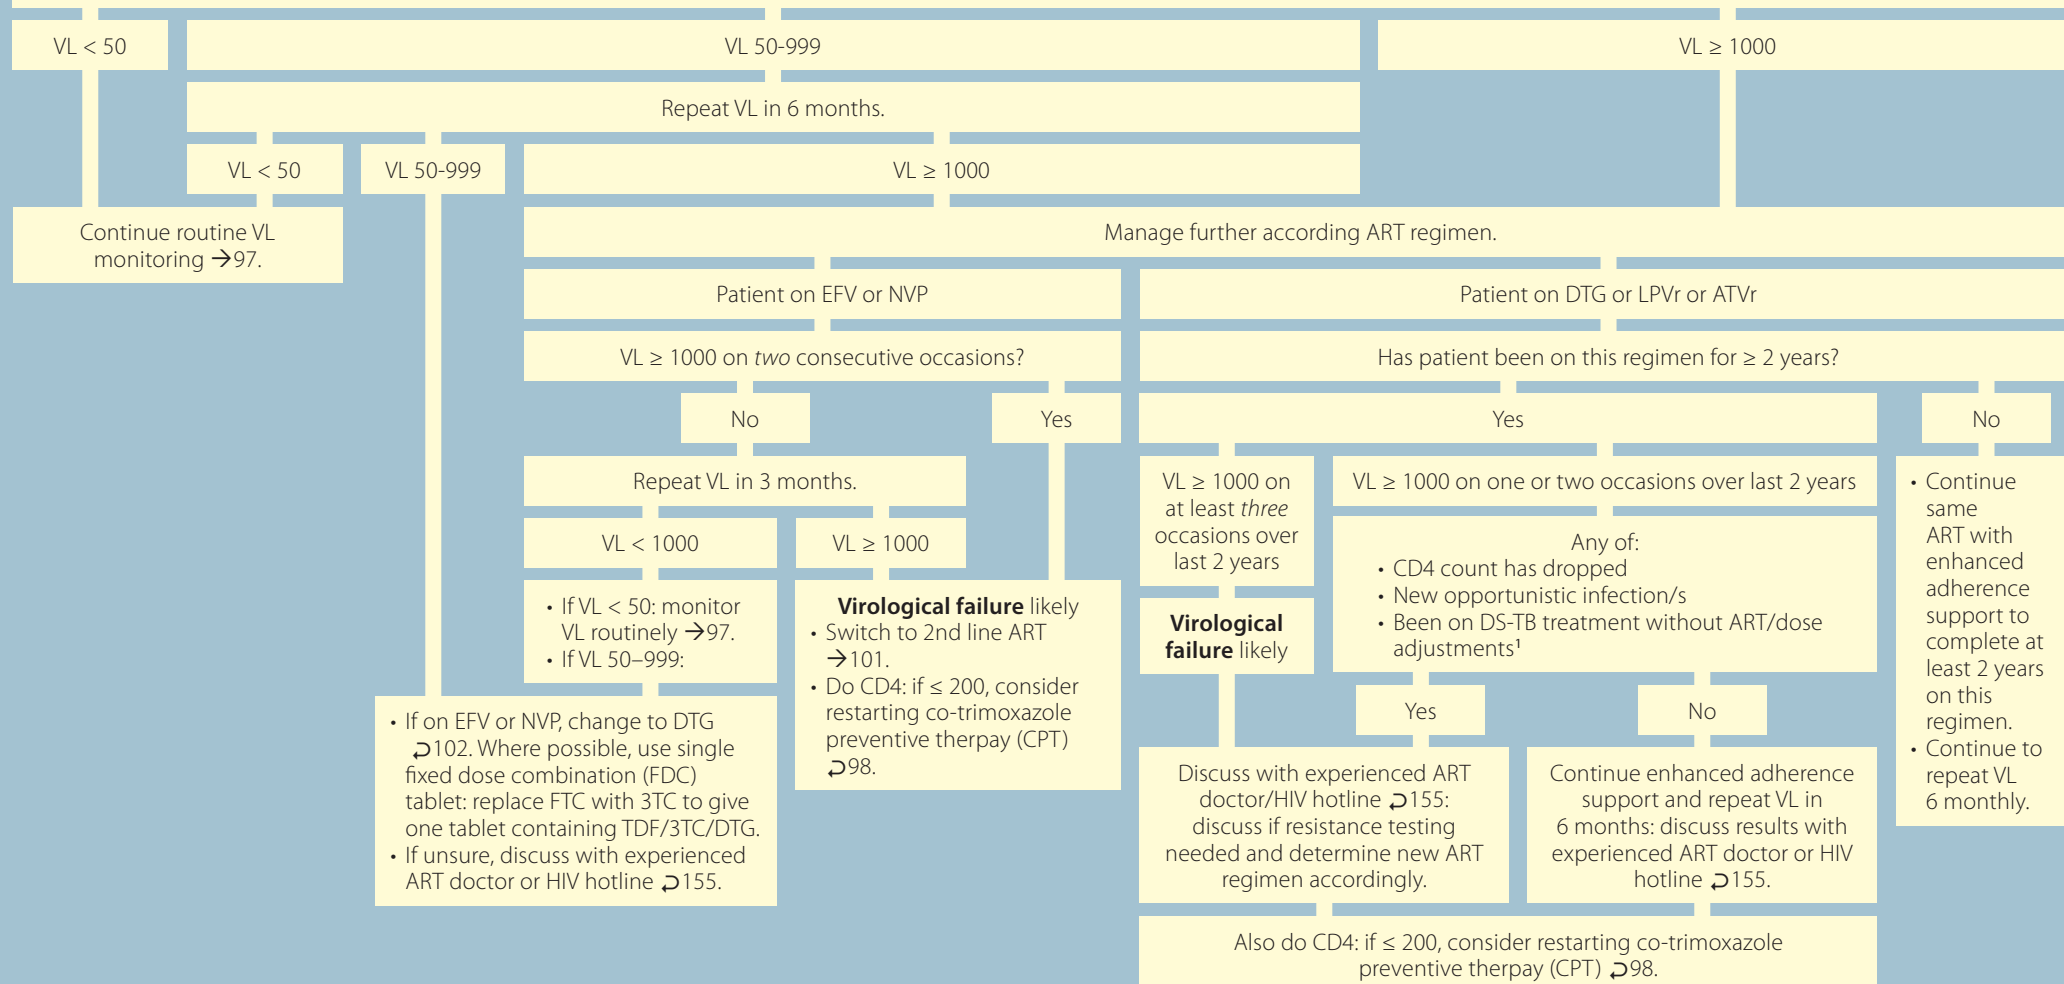 VL < 50
VL 50-999
VL ≥ 1000
Repeat VL in 6 months.
VL < 50
VL 50-999
VL ≥ 1000
Continue routine VL
monitoring →97.
Manage further according ART regimen.
Patient on EFV or NVP
Patient on DTG or LPVr or ATVr
VL ≥ 1000 on two consecutive occasions?
Has patient been on this regimen for ≥ 2 years?
No
Yes
Yes
No
Repeat VL in 3 months.
VL < 1000
VL ≥ 1000
• If VL < 50: monitor
VL routinely →97.
• If VL 50–999:
• If on EFV or NVP, change to DTG
⮌102. Where possible, use single
fixed dose combination (FDC)
tablet: replace FTC with 3TC to give
one tablet containing TDF/3TC/DTG.
• If unsure, discuss with experienced
ART doctor or HIV hotline ⮌155.
Virological failure likely
• Switch to 2nd line ART
→101.
• Do CD4: if ≤ 200, consider
restarting co-trimoxazole
preventive therpay (CPT)
⮌98.
VL ≥ 1000 on
at least three
occasions over
last 2 years
Virological
failure likely
VL ≥ 1000 on one or two occasions over last 2 years
Any of:
• CD4 count has dropped
• New opportunistic infection/s
• Been on DS-TB treatment without ART/dose
adjustments¹
Yes
No
Discuss with experienced ART
doctor/HIV hotline ⮌155:
discuss if resistance testing
needed and determine new ART
regimen accordingly.
Continue enhanced adherence
support and repeat VL in
6 months: discuss results with
experienced ART doctor or HIV
hotline ⮌155.
Also do CD4: if ≤ 200, consider restarting co-trimoxazole
preventive therpay (CPT) ⮌98.
• Continue
same
ART with
enhanced
adherence
support to
complete at
least 2 years
on this
regimen.
• Continue to
repeat VL
6 monthly.